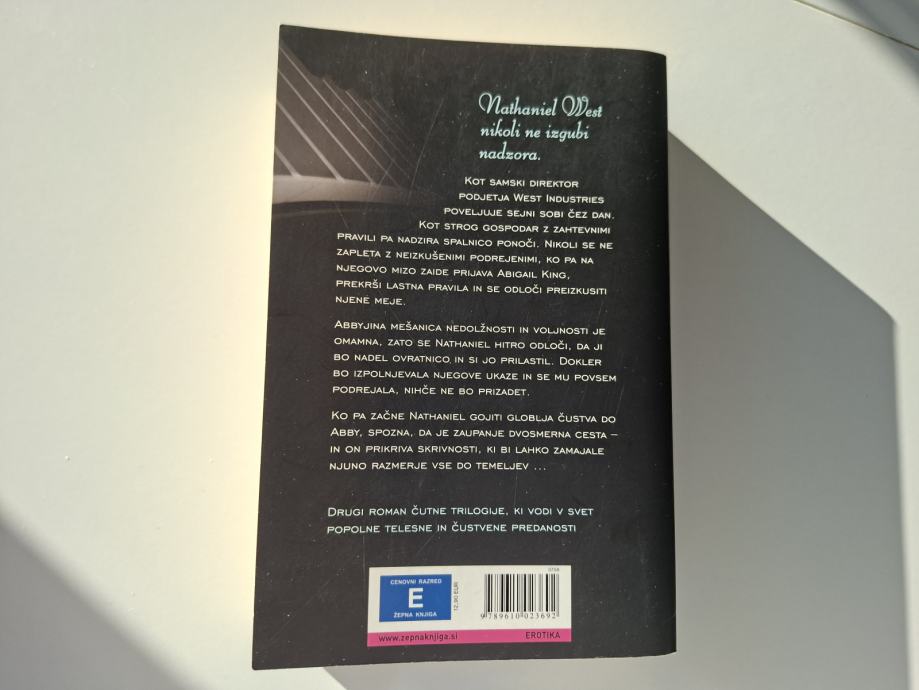 Nathaniel West
nikoli ne izgubi
nadzora.
Kot samski direktor
podjetja West Industries
poveljuje sejni sobi čez dan.
Kot strog gospodar z zahtevnimi
pravili pa nadzira spalnico ponoči. Nikoli se ne
zapleta z neizkušenimi podrejenimi, ko pa na
njegovo mizo zaide prijava Abigail King,
prekrši lastna pravila in se odloči preizkusiti
njene meje.
Abbyjina mešanica nedolžnosti in voljnosti je
omamna, zato se Nathaniel hitro odloči, da ji
bo nadel ovratnico in si jo prilastil. Dokler
bo izpolnjevala njegove ukaze in se mu povsem
podrejala, nihče ne bo prizadet.
Ko pa začne Nathaniel gojiti globlja čustva do
Abby, spozna, da je zaupanje dvosmerna cesta –
in on prikriva skrivnosti, ki bi lahko zamajale
njuno razmerje vse do temeljev ...
Drugi roman čutne trilogije, ki vodi v svet
popolne telesne in čustvene predanosti
CENOVNI RAZRED
E
ŽEPNA KNJIGA
12,90 EUR
9789610023692
www.zepnaknjiga.si
EROTIKA